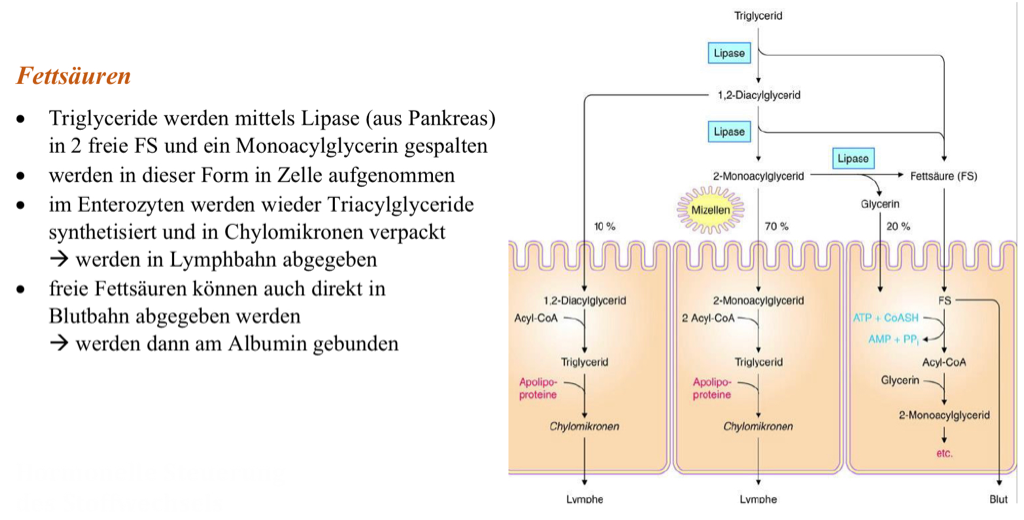 Fettsäuren
• Triglyceride werden mittels Lipase (aus Pankreas)
in 2 freie FS und ein Monoacylglycerin gespalten
• werden in dieser Form in Zelle aufgenommen
• im Enterozyten werden wieder Triacylglyceride
synthetisiert und in Chylomikronen verpackt
→ werden in Lymphbahn abgegeben
• freie Fettsäuren können auch direkt in
Blutbahn abgegeben werden
→ werden dann am Albumin gebunden
Triglycerid
Lipase
1,2-Diacylglycerid
Lipase
Lipase
2-Monoacylglycerid
Fettsäure (FS)
Glycerin
Mizellen
10 %
70 %
20 %
1,2-Diacylglycerid
Acyl-CoA
Triglycerid
Apolipo-
proteine
Chylomikronen
Lymphe
2-Monoacylglycerid
2 Acyl-CoA
Triglycerid
Apolipo-
proteine
Chylomikronen
Lymphe
FS
ATP + CoASH
AMP + PPi
Acyl-CoA
Glycerin
2-Monoacylglycerid
etc.
Blut